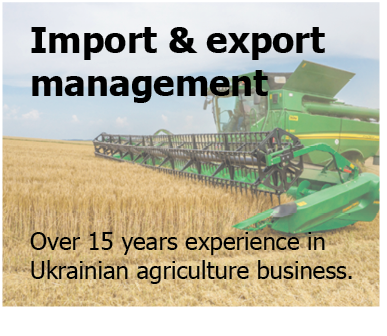 Import & export
management
Over 15 years experience in
Ukrainian agriculture business.